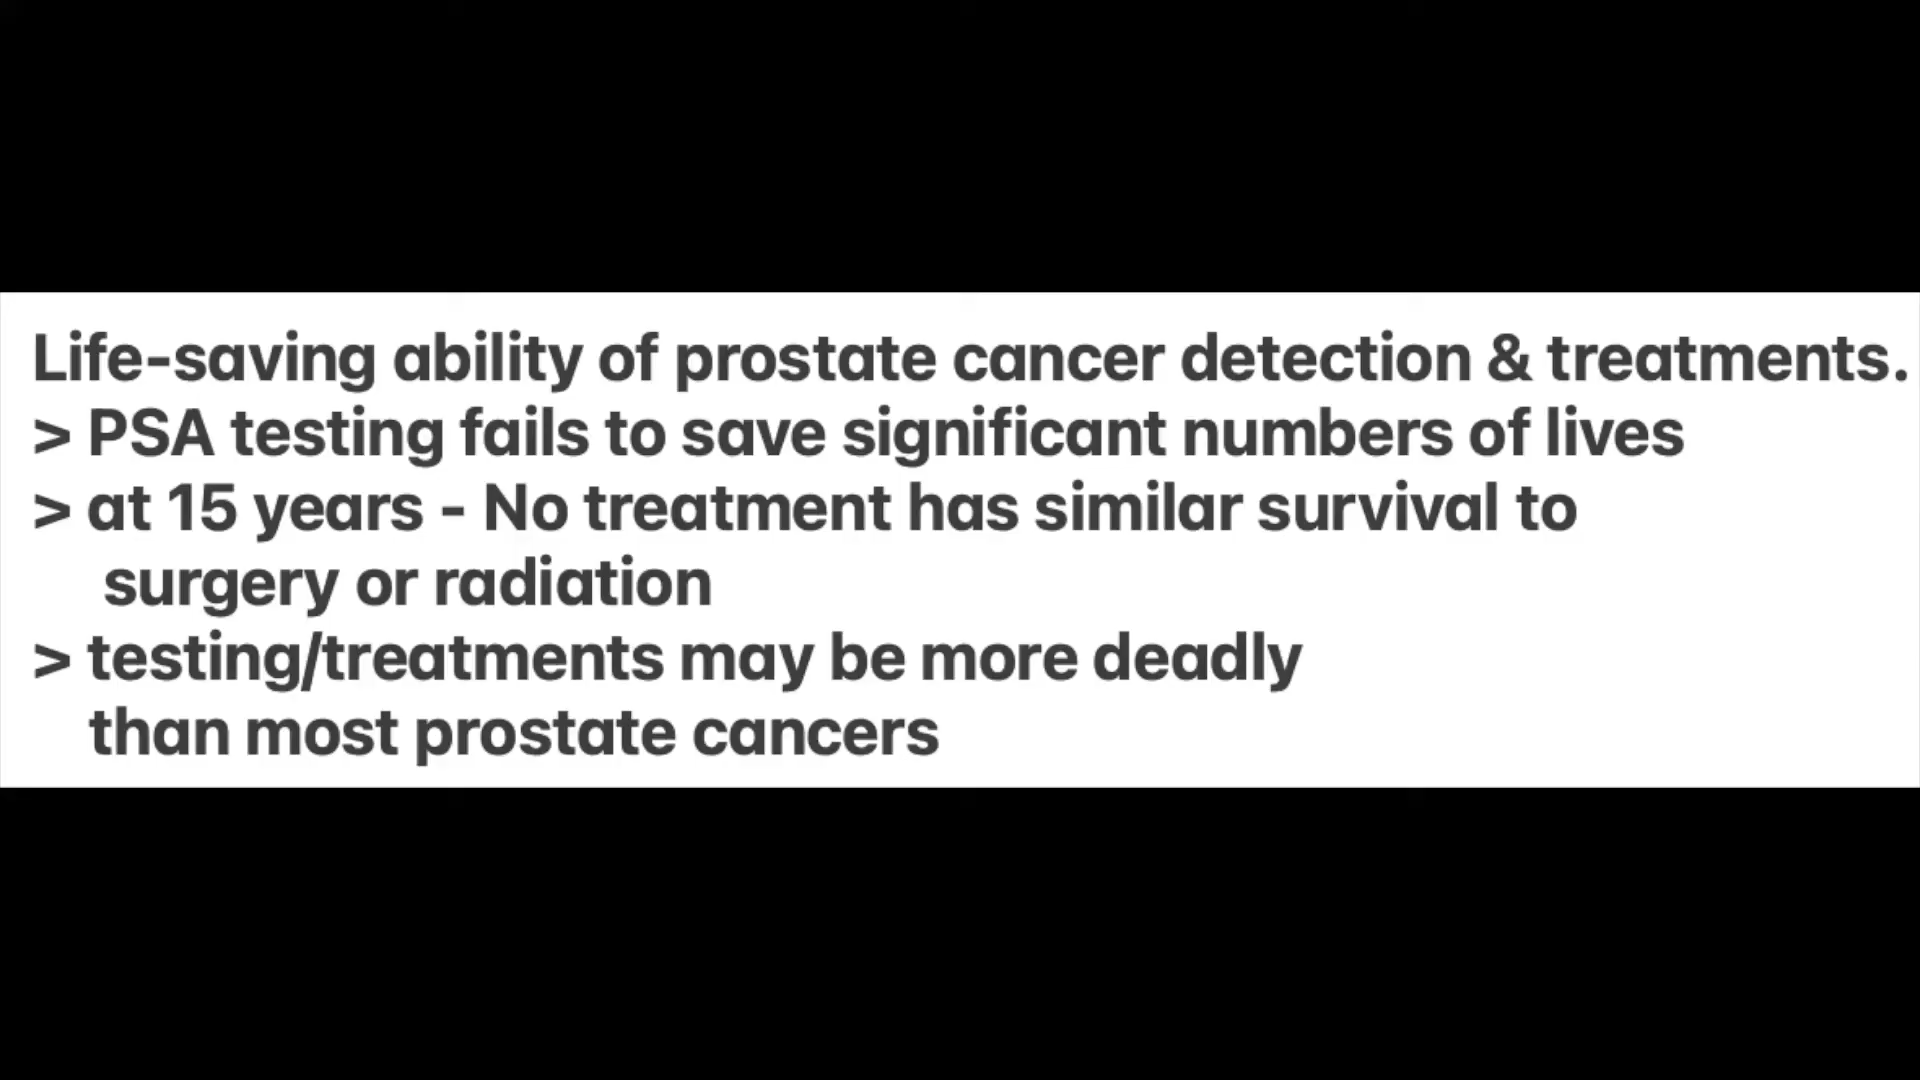 Life-saving ability of prostate cancer detection & treatments.
> PSA testing fails to save significant numbers of lives
> at 15 years - No treatment has similar survival to
surgery or radiation
> testing/treatments may be more deadly
than most prostate cancers